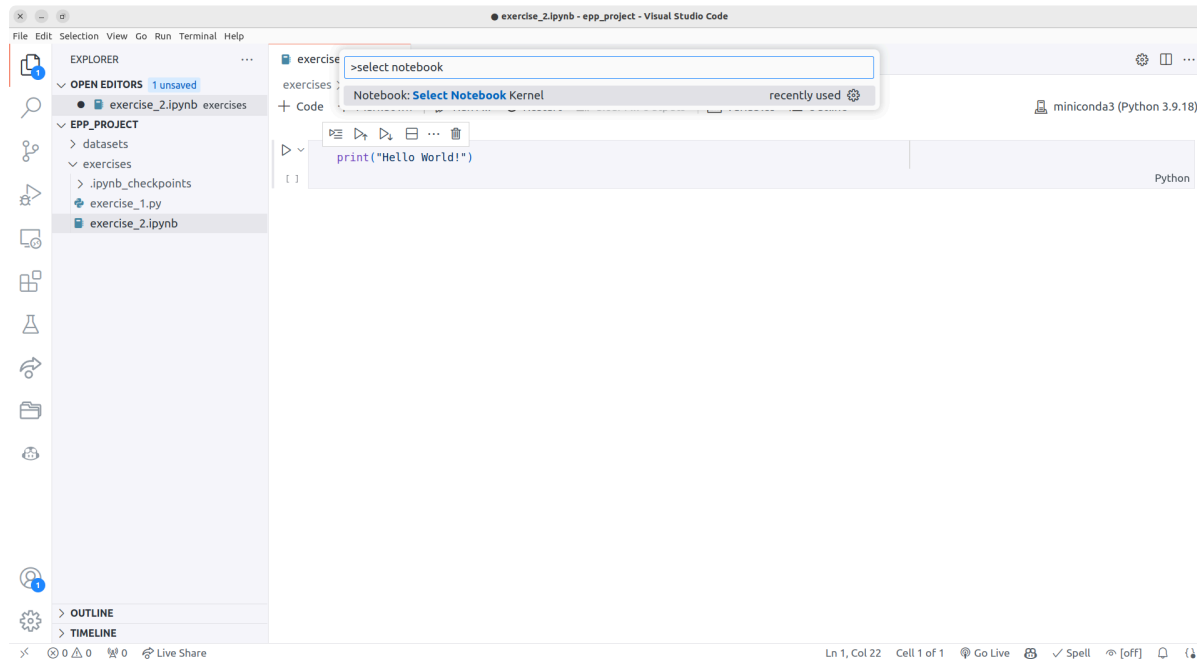 exercise_2.ipynb - epp_project - Visual Studio Code
File Edit Selection View Go Run Terminal Help
EXPLORER
OPEN EDITORS 1 unsaved
exercise_2.ipynb exercises
EPP_PROJECT
datasets
exercises
.ipynb_checkpoints
exercise_1.py
exercise_2.ipynb
OUTLINE
TIMELINE
exercise
>select notebook
exercises
Notebook: Select Notebook Kernel recently used
+ Code
miniconda3 (Python 3.9.18)
print("Hello World!")
[ ]
Python
1
1
0 0 0 Live Share
Ln 1, Col 22 Cell 1 of 1 Go Live Spell [off]